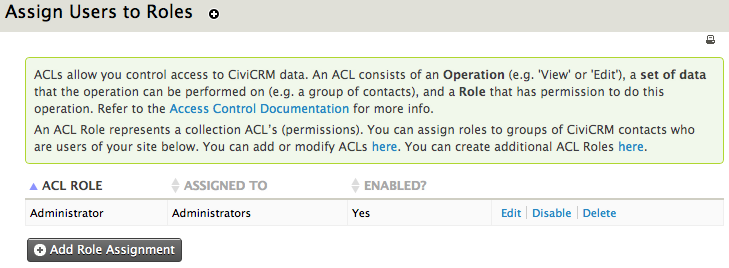 Assign Users to Roles
ACLs allow you control access to CiviCRM data. An ACL consists of an Operation (e.g. 'View' or 'Edit'), a set of data
that the operation can be performed on (e.g. a group of contacts), and a Role that has permission to do this
operation. Refer to the Access Control Documentation for more info.
An ACL Role represents a collection ACL's (permissions). You can assign roles to groups of CiviCRM contacts who
are users of your site below. You can add or modify ACLs here. You can create additional ACL Roles here.
ACL ROLE ASSIGNED TO ENABLED?
Administrator Administrators Yes Edit Disable Delete
Add Role Assignment